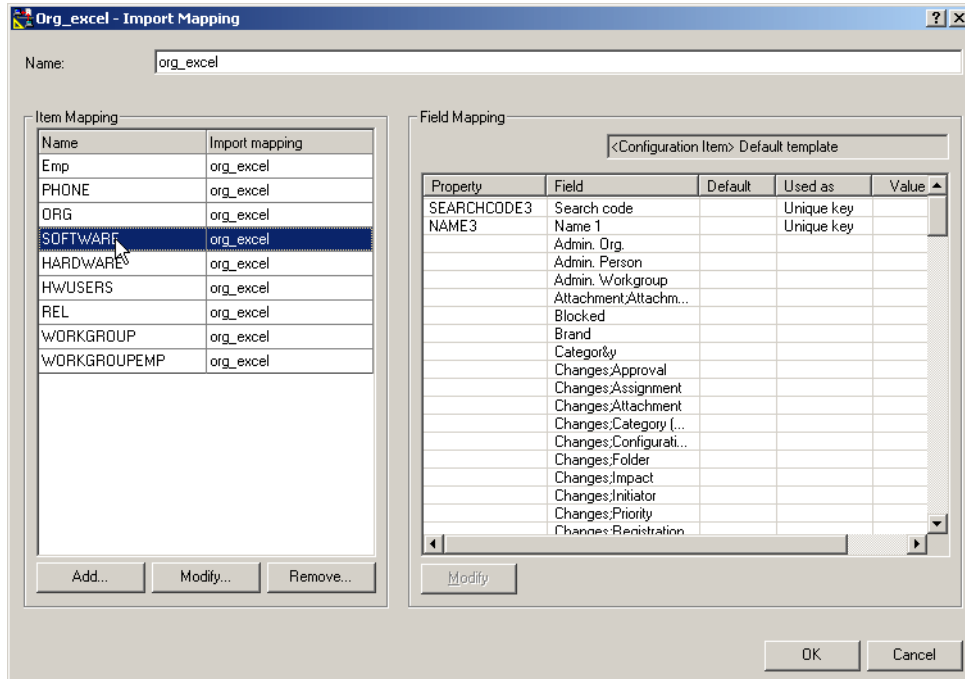 Org_excel - Import Mapping
Name: org_excel
Item Mapping
Name Import mapping
Emp org_excel
PHONE org_excel
ORG org_excel
SOFTWARE org_excel
HARDWARE org_excel
HWUSERS org_excel
REL org_excel
WORKGROUP org_excel
WORKGROUPEMP org_excel
Add... Modify... Remove...
Field Mapping
<Configuration Item> Default template
Property Field Default Used as Value
SEARCHCODE3 Search code Unique key
NAME3 Name 1 Unique key
Admin. Org.
Admin. Person
Admin. Workgroup
Attachment;Attachm...
Blocked
Brand
Categor&y
Changes;Approval
Changes;Assignment
Changes;Attachment
Changes;Category (...
Changes;Configurati...
Changes;Folder
Changes;Impact
Changes;Initiator
Changes;Priority
Changes;Registration
Modify
OK Cancel